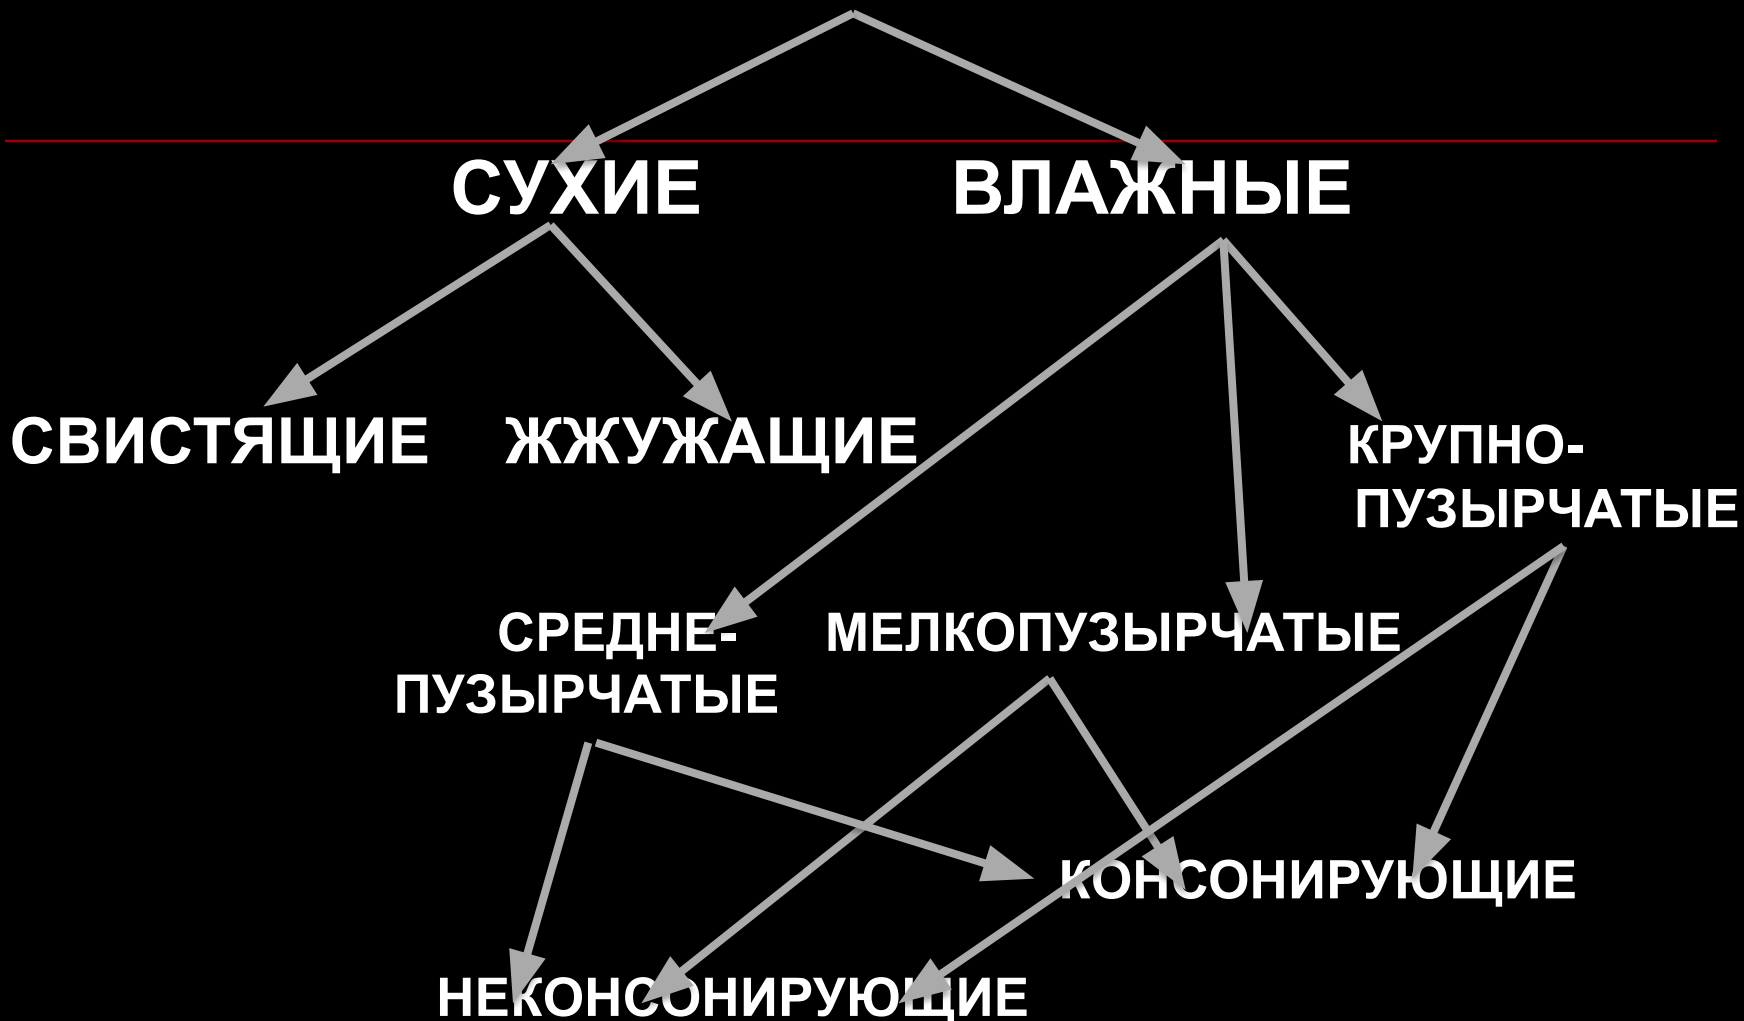 СУХИЕ ВЛАЖНЫЕ
СВИСТЯЩИЕ ЖЖУЖАЩИЕ
КРУПНО-
ПУЗЫРЧАТЫЕ
СРЕДНЕ-
ПУЗЫРЧАТЫЕ
МЕЛКОПУЗЫРЧАТЫЕ
КОНСОНИРУЮЩИЕ
НЕКОНСОНИРУЮЩИЕ